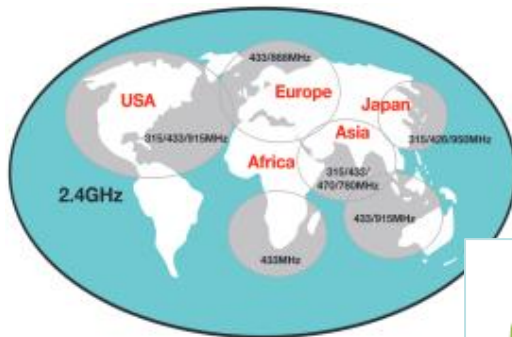 433/868MHz
USA
Europe
Japan
315/433/915MHz
Asia
315/426/950MHz
Africa
315/433/
470/780MHz
2.4GHz
433/915MHz
433MHz